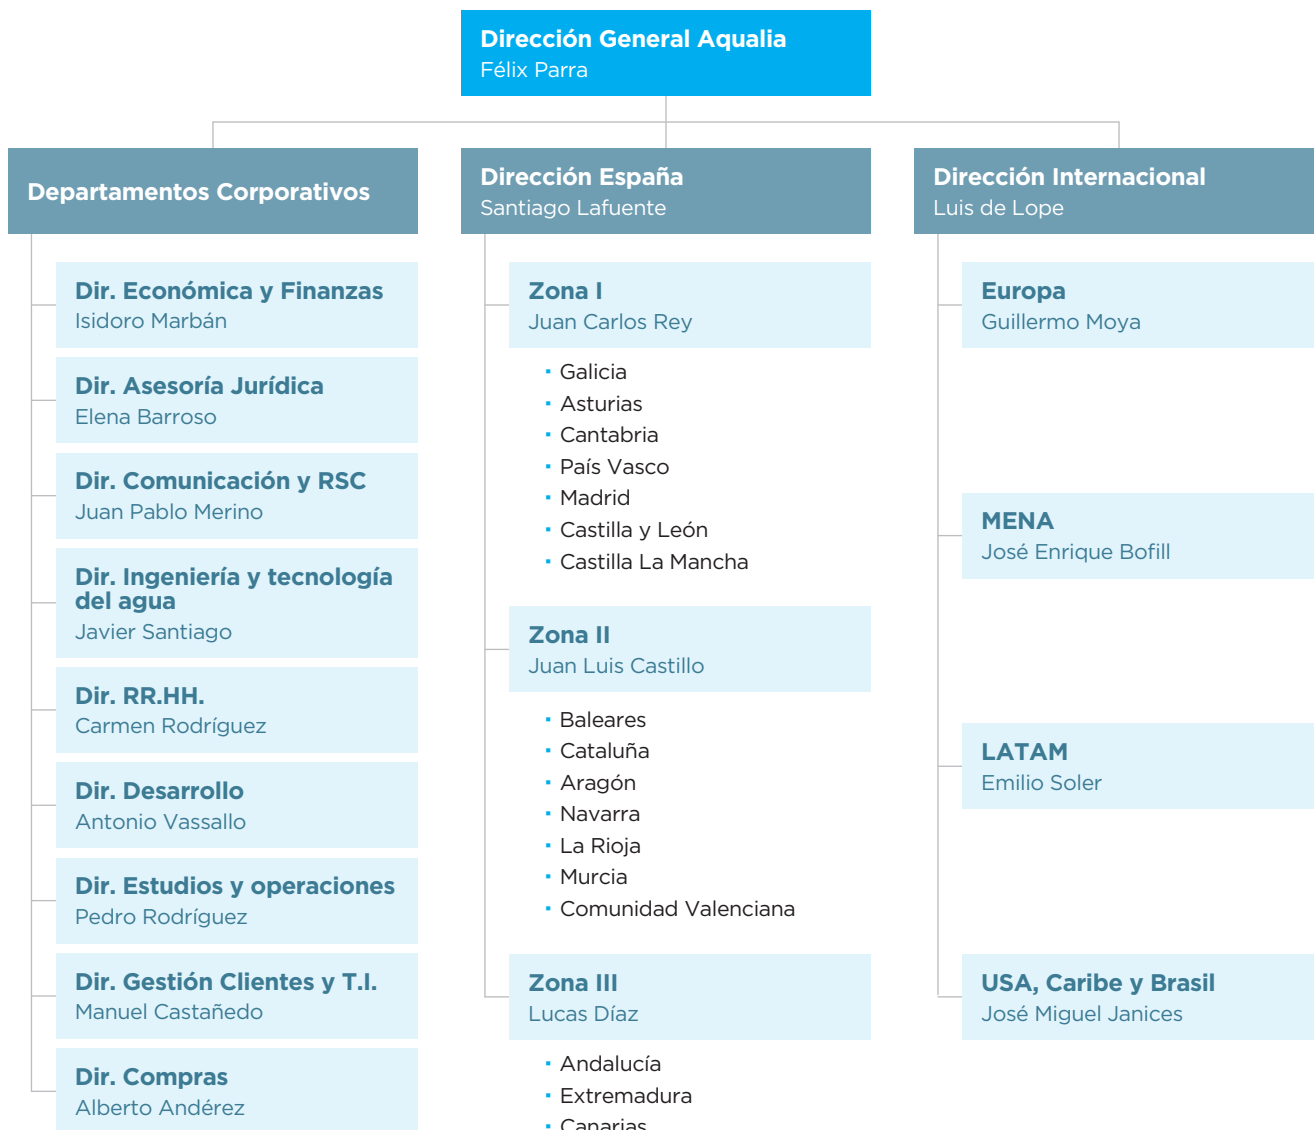 Dirección General Aqualia
Félix Parra
Departamentos Corporativos
Dir. Económica y Finanzas
Isidoro Marbán
Dir. Asesoría Jurídica
Elena Barroso
Dir. Comunicación y RSC
Juan Pablo Merino
Dir. Ingeniería y tecnología
del agua
Javier Santiago
Dir. RR.HH.
Carmen Rodríguez
Dir. Desarrollo
Antonio Vassallo
Dir. Estudios y operaciones
Pedro Rodríguez
Dir. Gestión Clientes y T.I.
Manuel Castañedo
Dir. Compras
Alberto Andérez
Dirección España
Santiago Lafuente
Zona I
Juan Carlos Rey
▪ Galicia
▪ Asturias
▪ Cantabria
▪ País Vasco
▪ Madrid
▪ Castilla y León
▪ Castilla La Mancha
Zona II
Juan Luis Castillo
▪ Baleares
▪ Cataluña
▪ Aragón
▪ Navarra
▪ La Rioja
▪ Murcia
▪ Comunidad Valenciana
Zona III
Lucas Díaz
▪ Andalucía
▪ Extremadura
▪ Canarias
Dirección Internacional
Luis de Lope
Europa
Guillermo Moya
MENA
José Enrique Bofill
LATAM
Emilio Soler
USA, Caribe y Brasil
José Miguel Janices